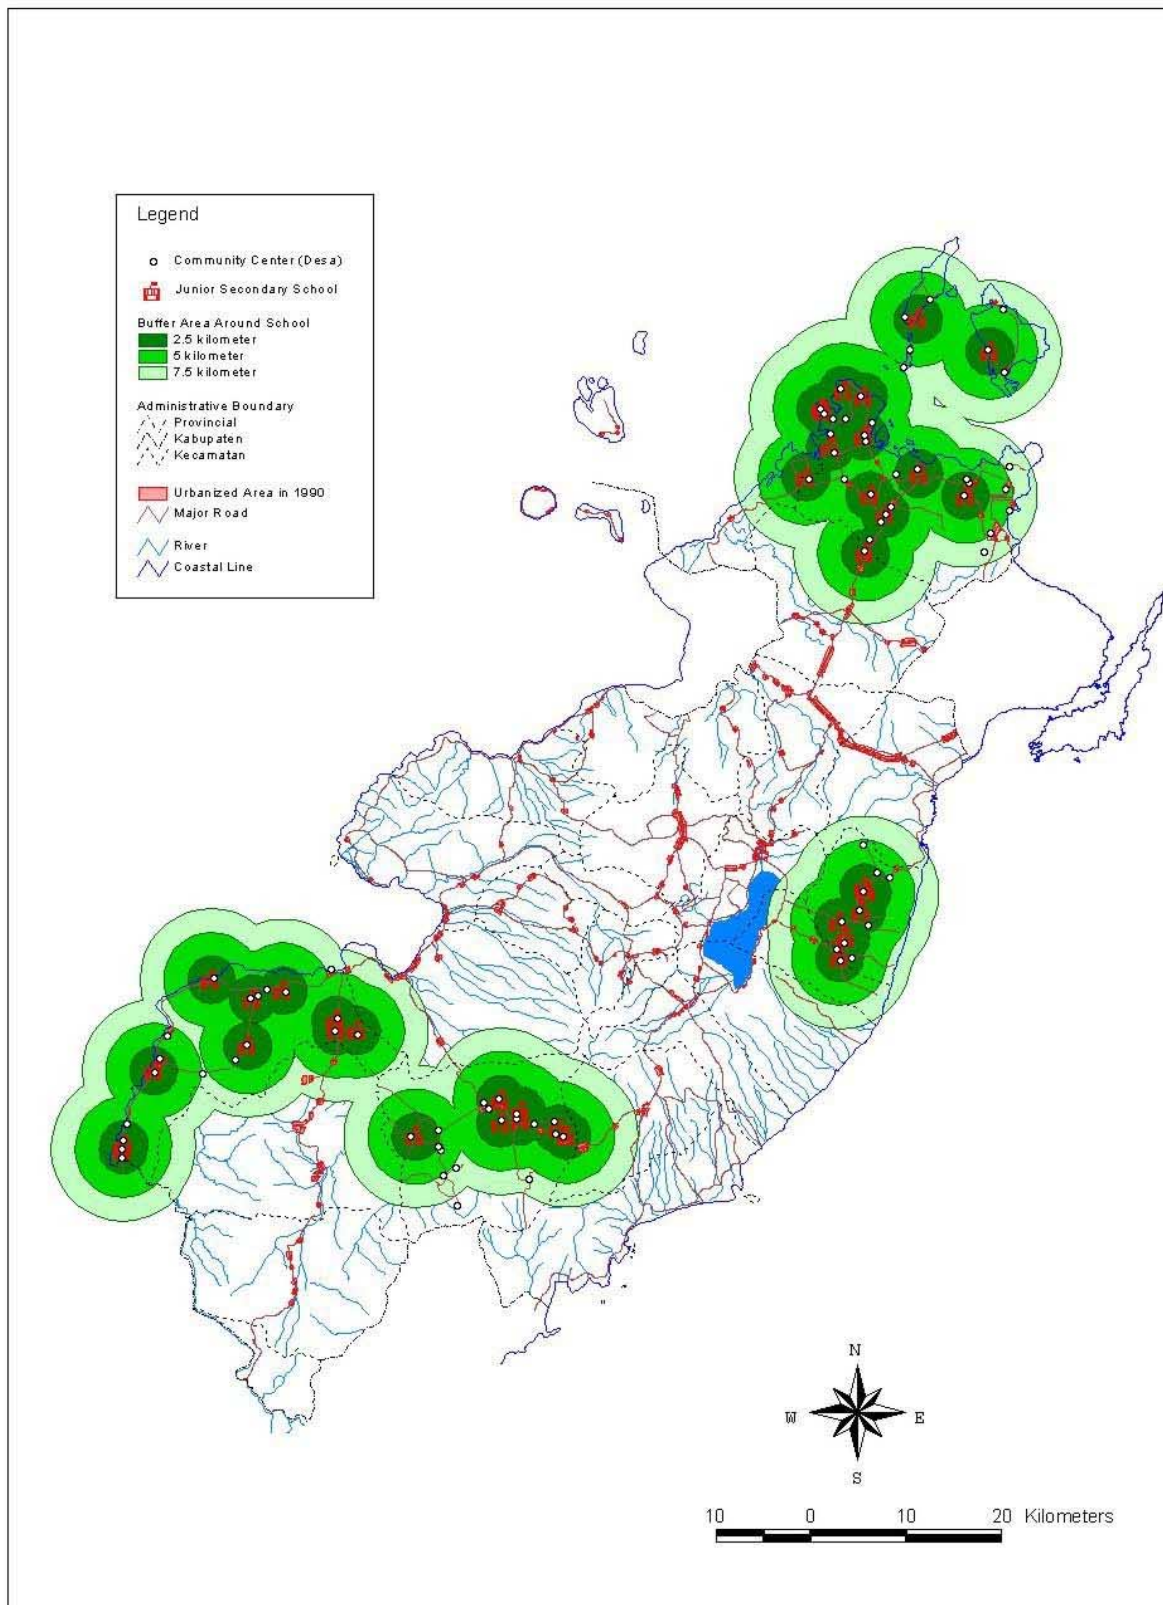 Legend
Community Center (Desa)
Junior Secondary School
Buffer Area Around School
2.5 kilometer
5 kilometer
7.5 kilometer
Administrative Boundary
Provincial
Kabupaten
Kecamatan
Urbanized Area in 1990
Major Road
River
Coastal Line
N
W E
S
10 0 10 20 Kilometers